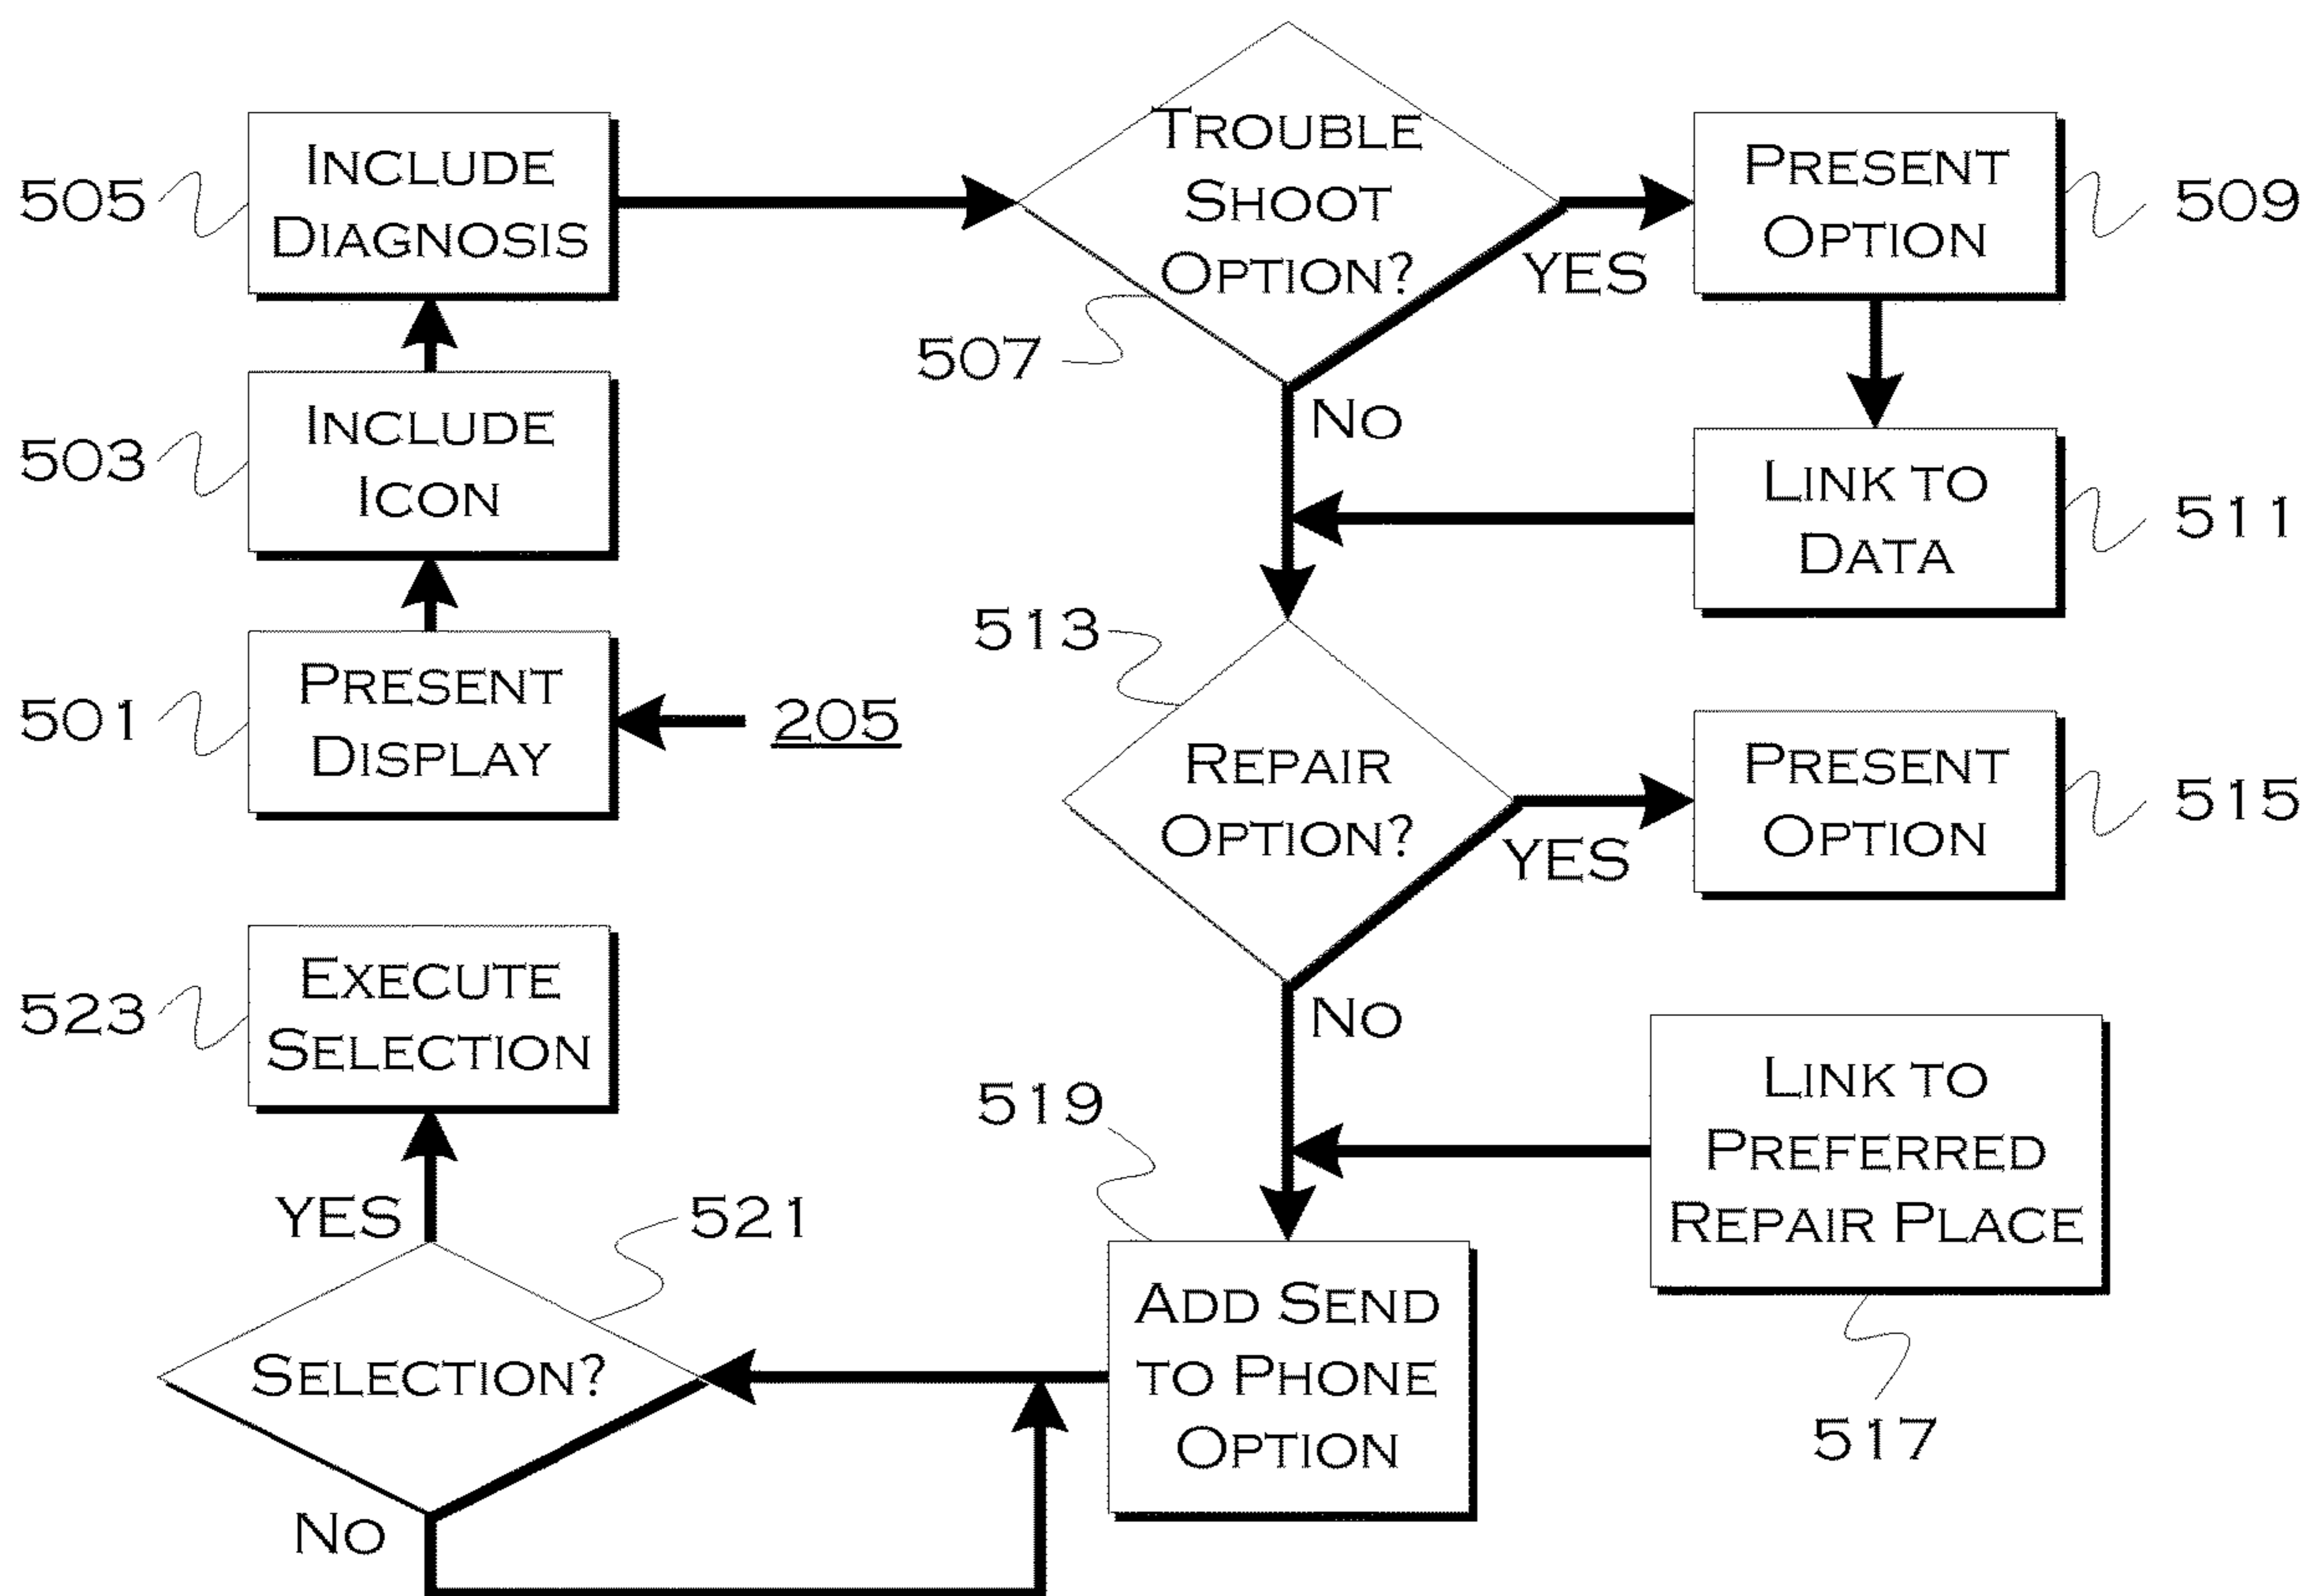 TROUBLE
SHOOT
OPTION?
INCLUDE
DIAGNOSIS
PRESENT
OPTION
505
509
YES
507
NO
INCLUDE
ICON
503
LINK TO
DATA
511
513
PRESENT
DISPLAY
501
205
REPAIR
OPTION?
PRESENT
OPTION
515
YES
EXECUTE
SELECTION
523
NO
LINK TO
PREFERRED
REPAIR PLACE
519
YES
521
ADD SEND
TO PHONE
OPTION
SELECTION?
517
NO